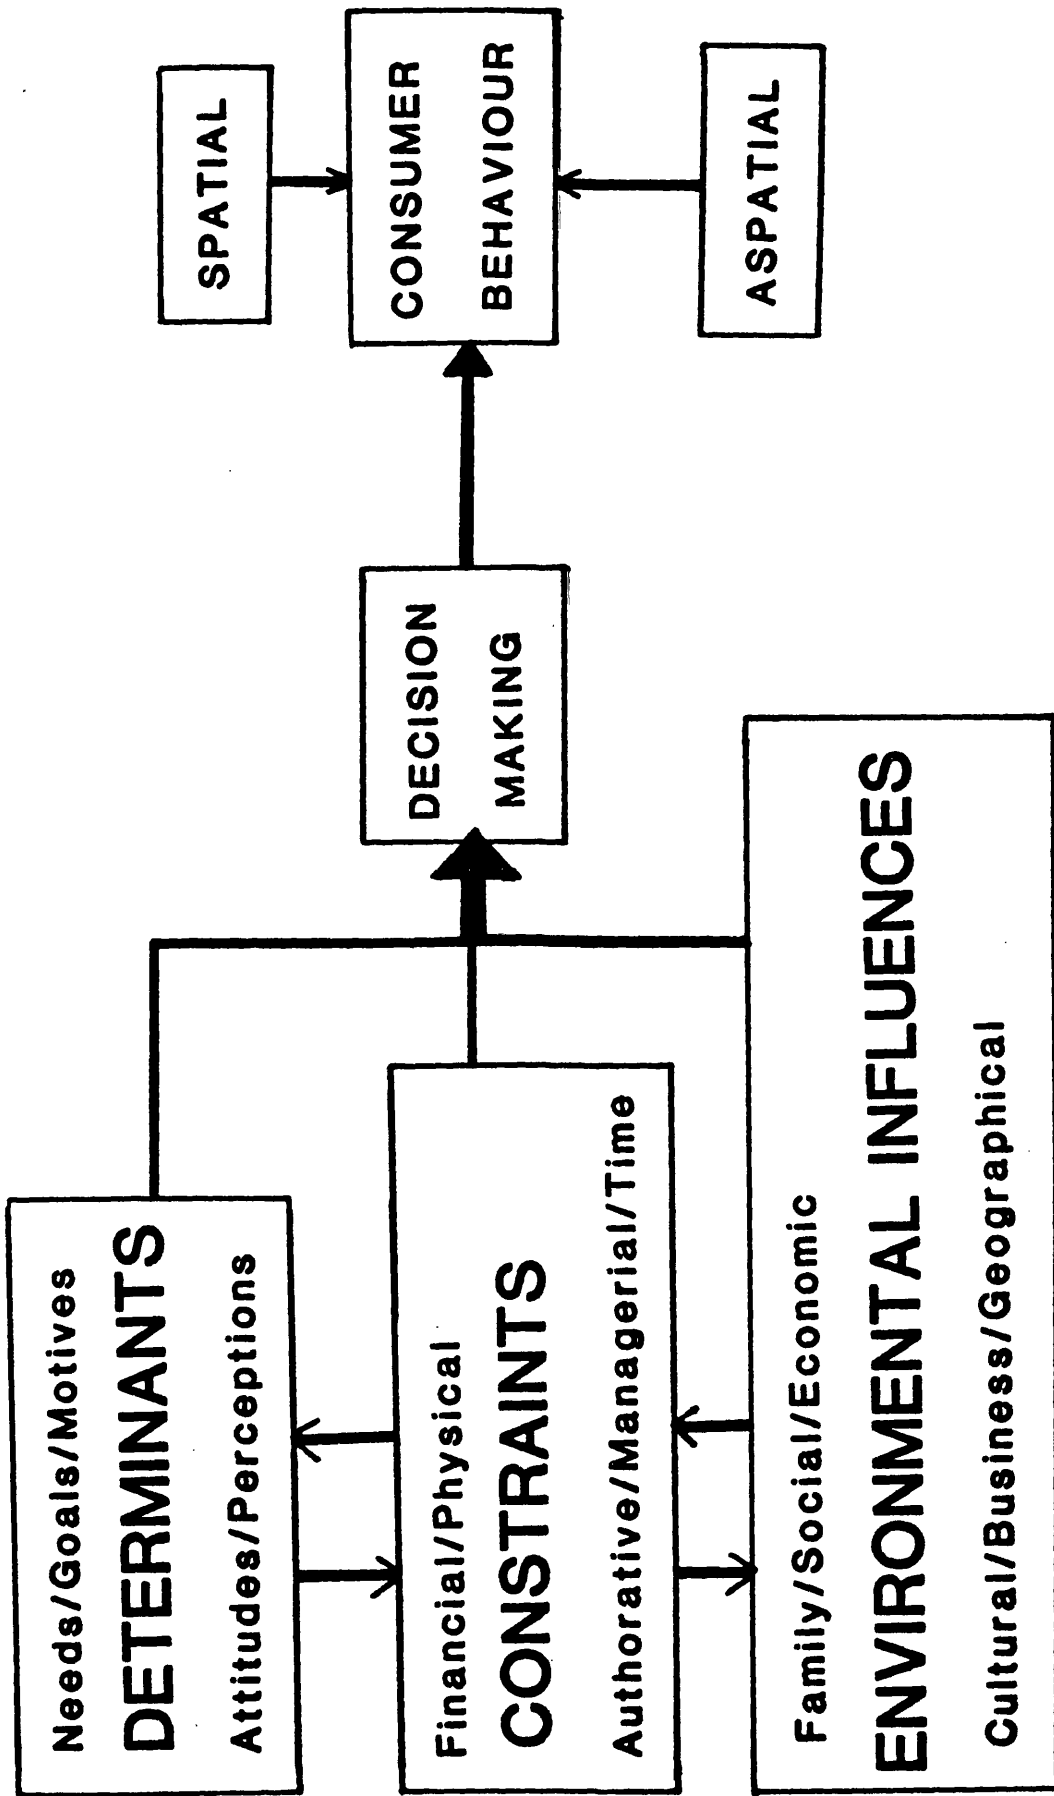 Needs/Goals/Motives
DETERMINANTS
Attitudes/Perceptions
Financial/Physical
CONSTRAINTS
Authorative/Managerial/Time
Family/Social/Economic
ENVIRONMENTAL INFLUENCES
Cultural/Business/Geographical
DECISION
MAKING
SPATIAL
CONSUMER
BEHAVIOUR
ASPATIAL